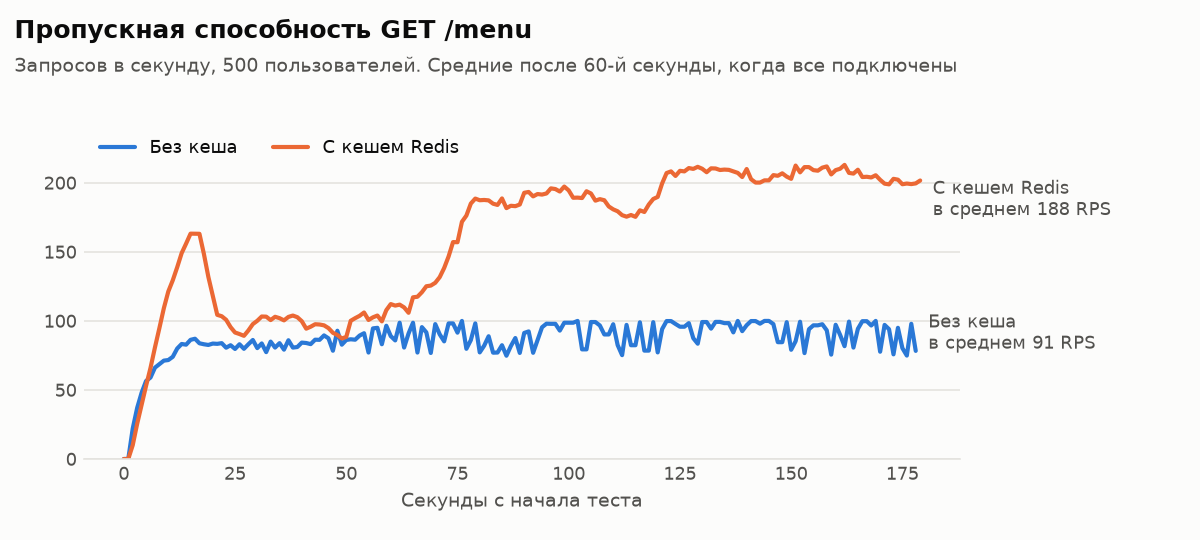 Пропускная способность GET /menu
Запросов в секунду, 500 пользователей. Средние после 60-й секунды, когда все подключены
Без кеша
С кешем Redis
200
150
100
50
0
С кешем Redis
в среднем 188 RPS
Без кеша
в среднем 91 RPS
0
25
50
75
100
125
150
175
Секунды с начала теста